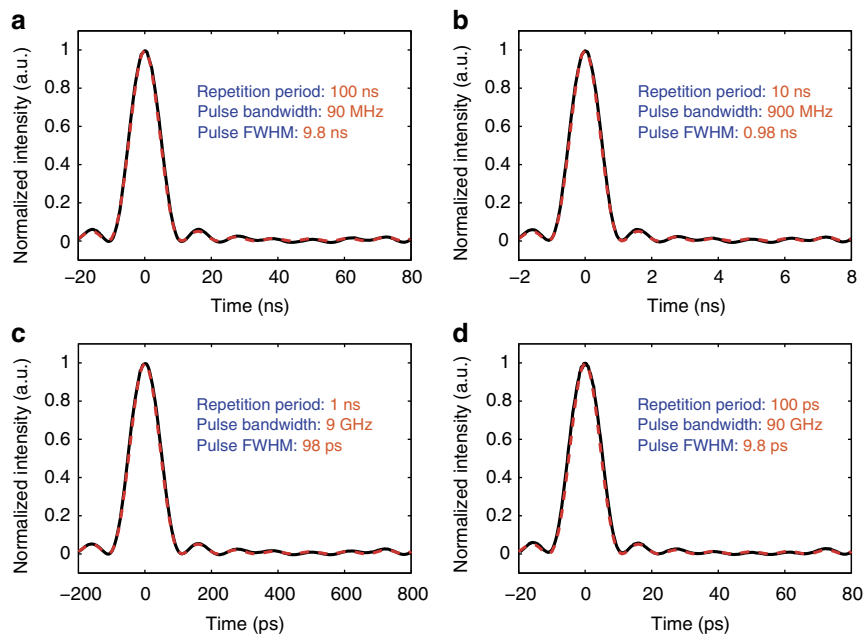 a
Normalized intensity (a.u.)
1
0.8
0.6
0.4
0.2
0
Repetition period: 100 ns
Pulse bandwidth: 90 MHz
Pulse FWHM: 9.8 ns
−20 0 20 40 60 80
Time (ns)
b
Normalized intensity (a.u.)
1
0.8
0.6
0.4
0.2
0
Repetition period: 10 ns
Pulse bandwidth: 900 MHz
Pulse FWHM: 0.98 ns
−2 0 2 4 6 8
Time (ns)
c
Normalized intensity (a.u.)
1
0.8
0.6
0.4
0.2
0
Repetition period: 1 ns
Pulse bandwidth: 9 GHz
Pulse FWHM: 98 ps
−200 0 200 400 600 800
Time (ps)
d
Normalized intensity (a.u.)
1
0.8
0.6
0.4
0.2
0
Repetition period: 100 ps
Pulse bandwidth: 90 GHz
Pulse FWHM: 9.8 ps
−20 0 20 40 60 80
Time (ps)